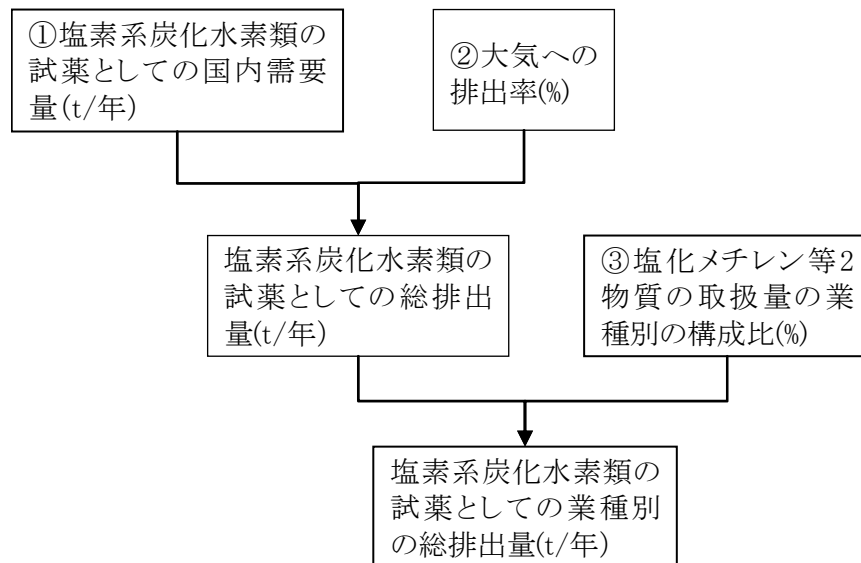 ①塩素系炭化水素類の
試薬としての国内需要
量(t/年)
②大気への
排出率(%)
塩素系炭化水素類の
試薬としての総排出
量(t/年)
③塩化メチレン等2
物質の取扱量の業
種別の構成比(%)
塩素系炭化水素類の
試薬としての業種別
の総排出量(t/年)